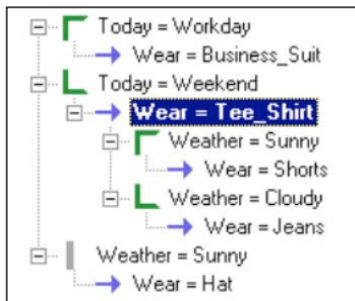 Today = Workday
Wear = Business_Suit
Today = Weekend
Wear = Tee_Shirt
Weather = Sunny
Wear = Shorts
Weather = Cloudy
Wear = Jeans
Weather = Sunny
Wear = Hat